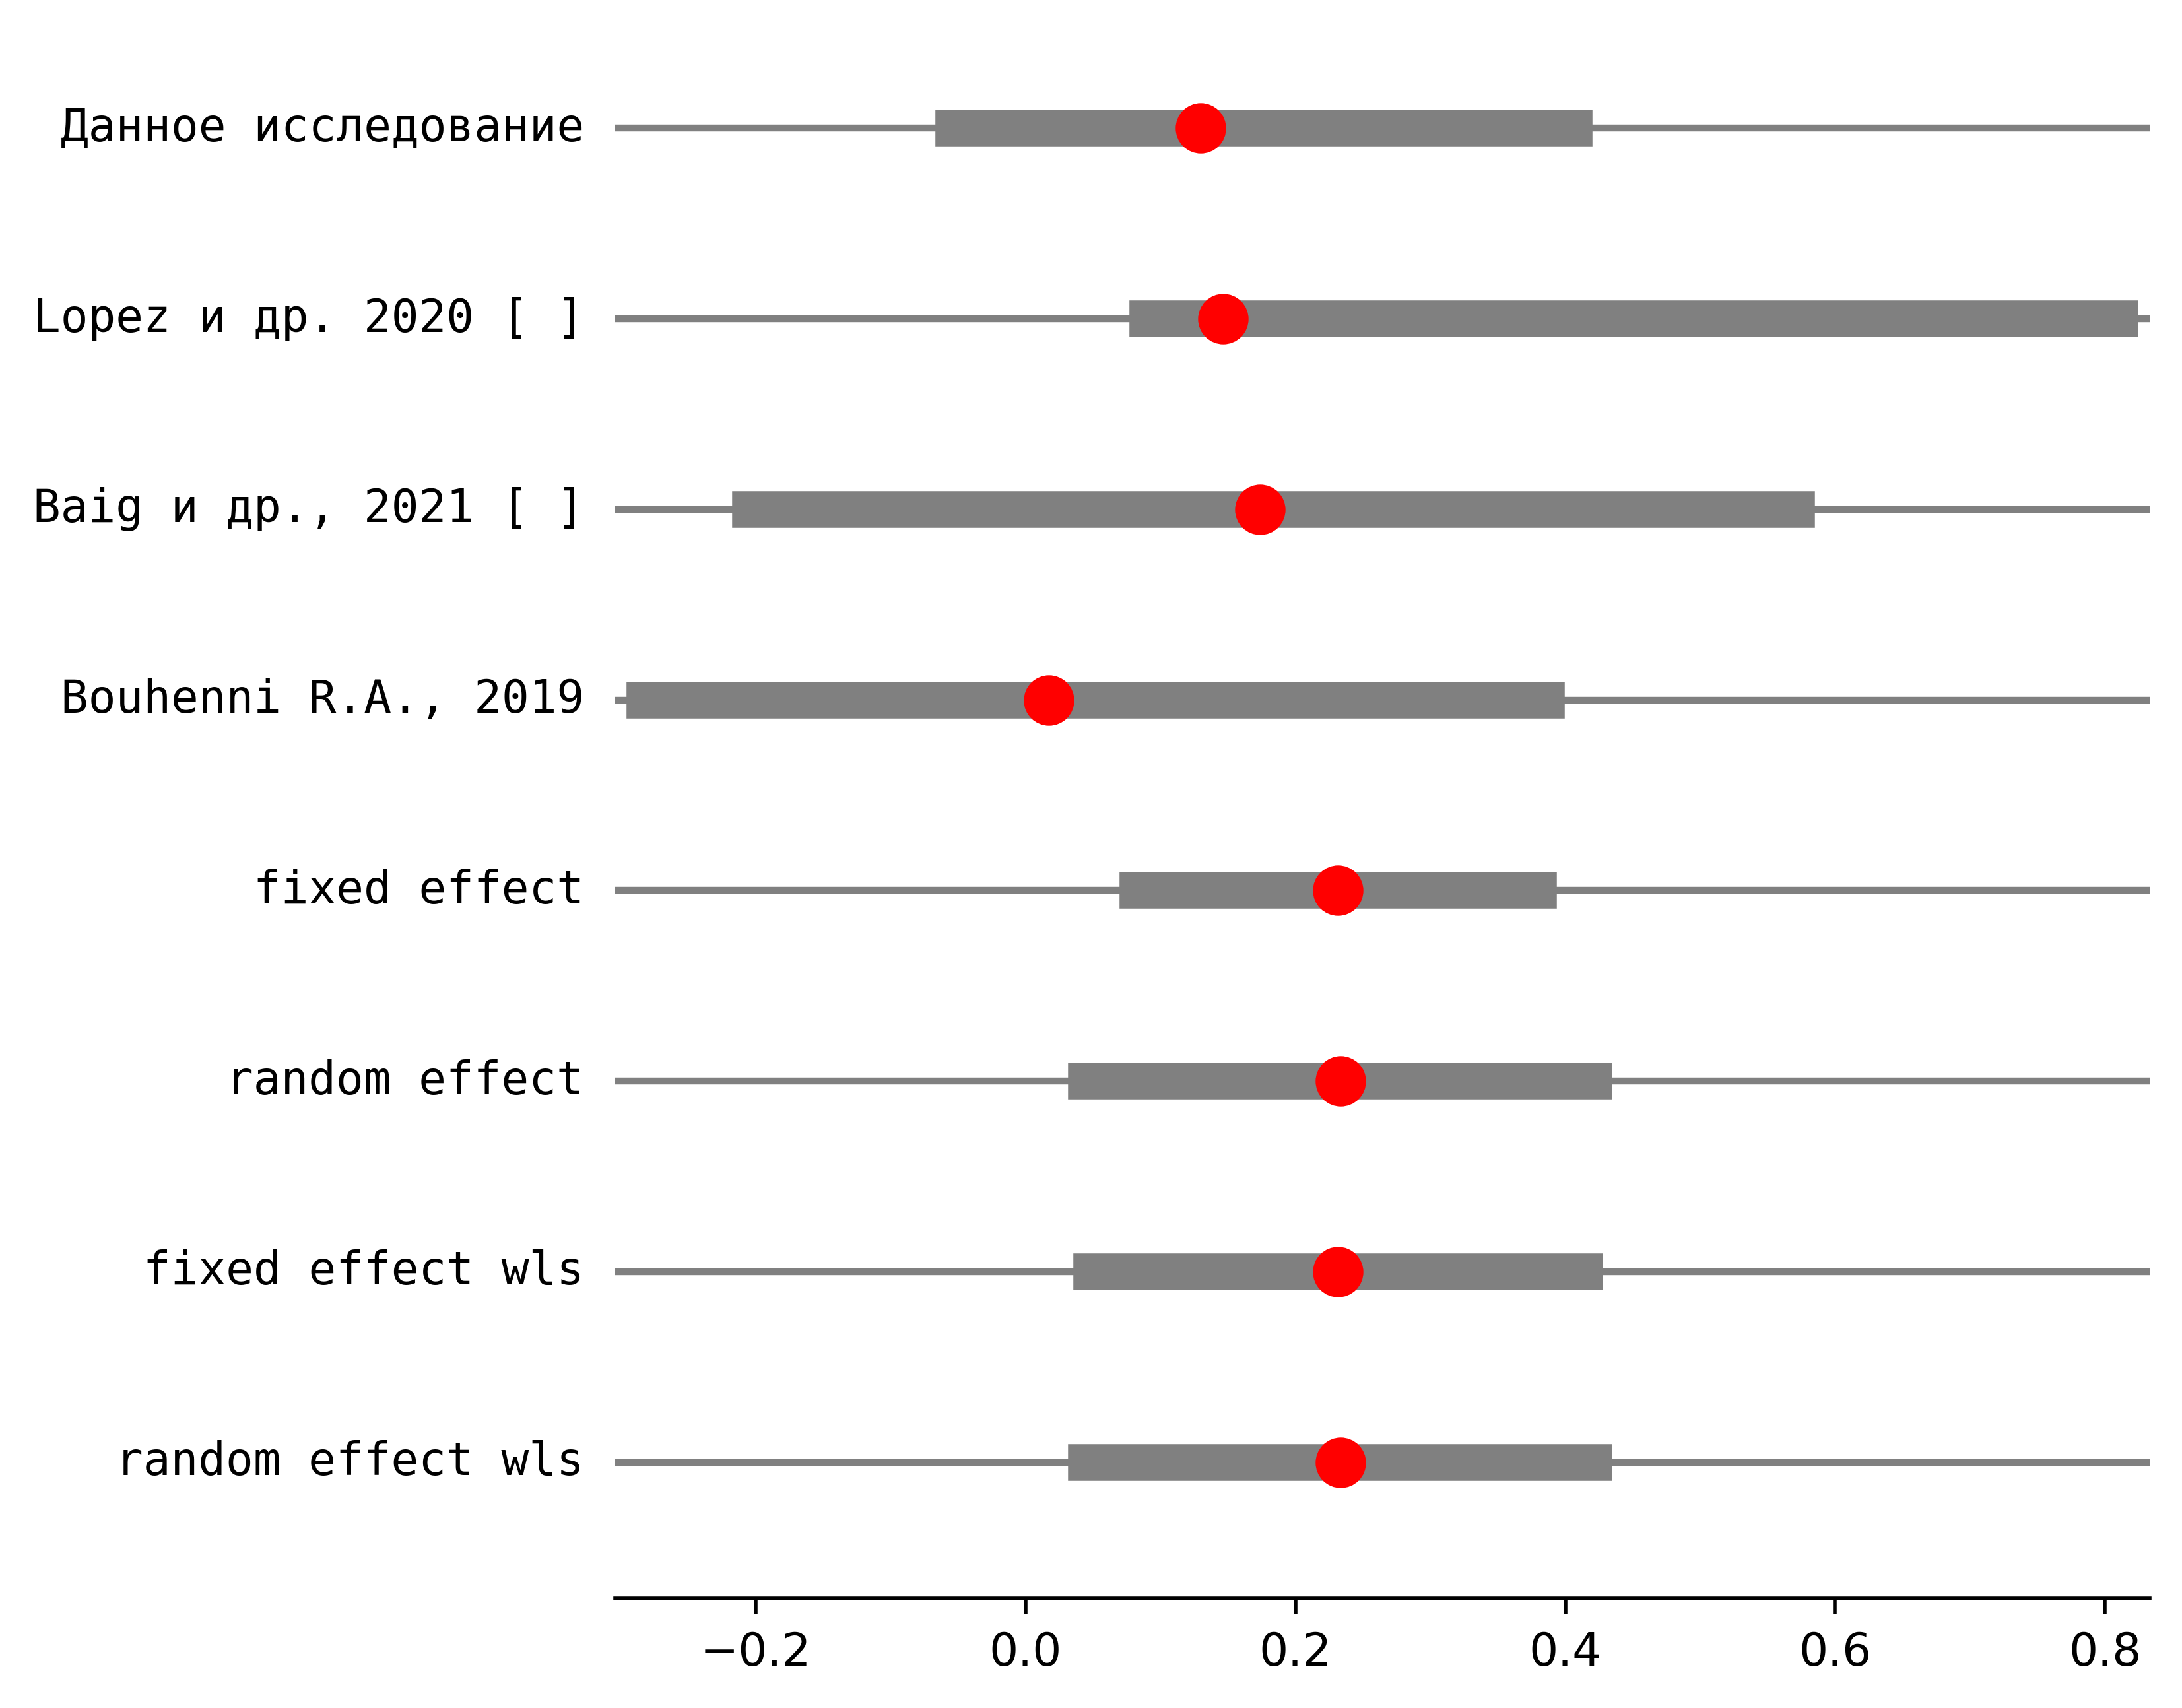 Данное исследование
Lopez и др. 2020 [ ]
Baig и др., 2021 [ ]
Bouhenni R.A., 2019
fixed effect
random effect
fixed effect wls
random effect wls
−0.2 0.0 0.2 0.4 0.6 0.8